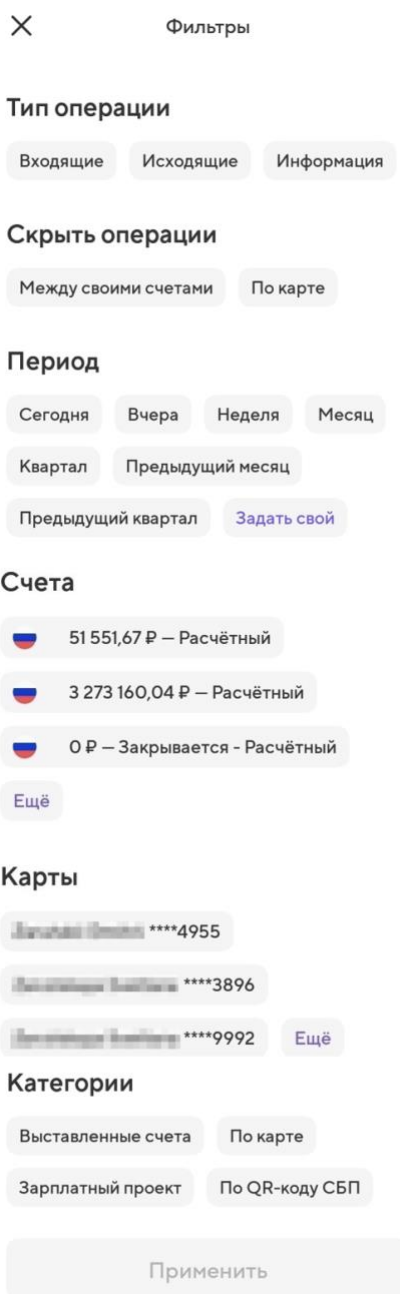 Фильтры
Тип операции
Входящие Исходящие Информация
Скрыть операции
Между своими счетами По карте
Период
Сегодня Вчера Неделя Месяц
Квартал Предыдущий месяц
Предыдущий квартал Задать свой
Счета
51 551,67 ₽ — Расчётный
3 273 160,04 ₽ — Расчётный
0 ₽ — Закрывается - Расчётный
Ещё
Карты
****4955
****3896
****9992 Ещё
Категории
Выставленные счета По карте
Зарплатный проект По QR-коду СБП
Применить